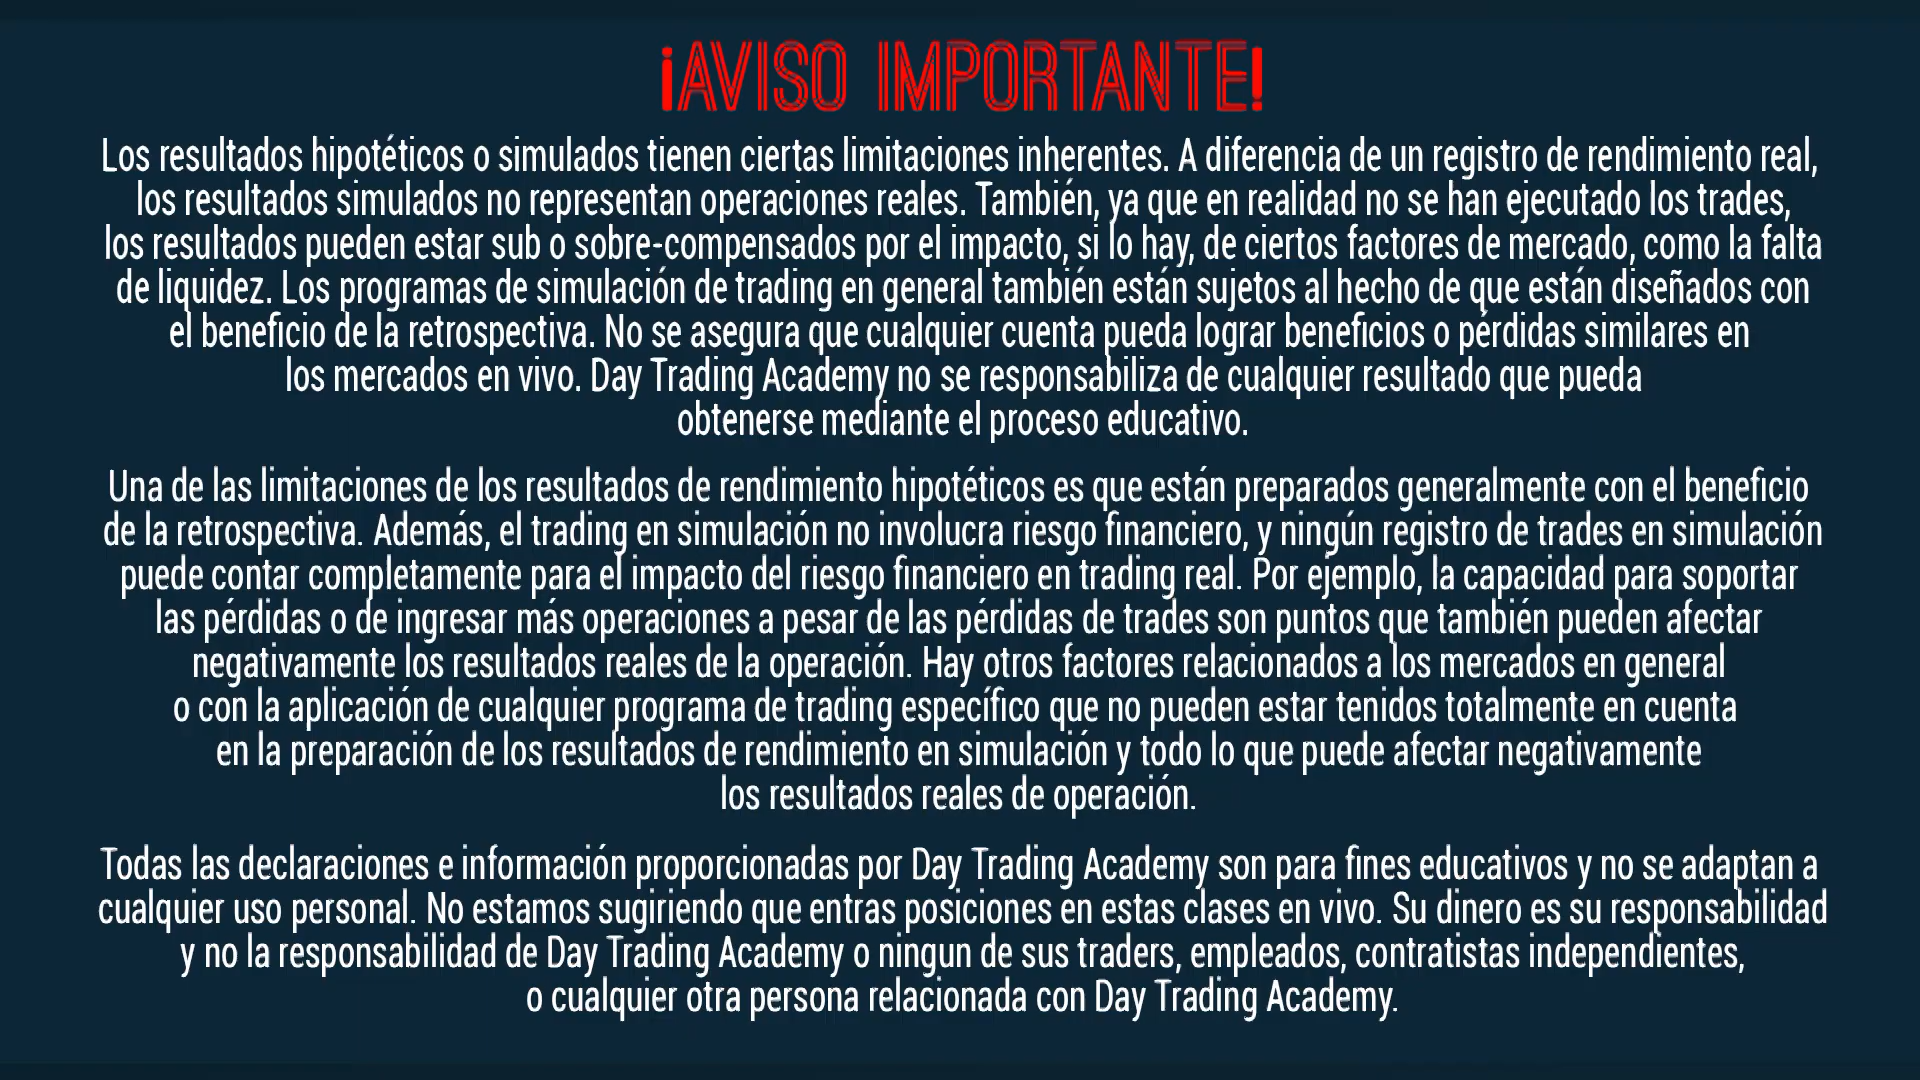 ¡AVISO IMPORTANTE!
Los resultados hipotéticos o simulados tienen ciertas limitaciones inherentes. A diferencia de un registro de rendimiento real,
los resultados simulados no representan operaciones reales. También, ya que en realidad no se han ejecutado los trades,
los resultados pueden estar sub o sobre-compensados por el impacto, si lo hay, de ciertos factores de mercado, como la falta
de liquidez. Los programas de simulación de trading en general también están sujetos al hecho de que están diseñados con
el beneficio de la retrospectiva. No se asegura que cualquier cuenta pueda lograr beneficios o pérdidas similares en
los mercados en vivo. Day Trading Academy no se responsabiliza de cualquier resultado que pueda
obtenerse mediante el proceso educativo.
Una de las limitaciones de los resultados de rendimiento hipotéticos es que están preparados generalmente con el beneficio
de la retrospectiva. Además, el trading en simulación no involucra riesgo financiero, y ningún registro de trades en simulación
puede contar completamente para el impacto del riesgo financiero en trading real. Por ejemplo, la capacidad para soportar
las pérdidas o de ingresar más operaciones a pesar de las pérdidas de trades son puntos que también pueden afectar
negativamente los resultados reales de la operación. Hay otros factores relacionados a los mercados en general
o con la aplicación de cualquier programa de trading específico que no pueden estar tenidos totalmente en cuenta
en la preparación de los resultados de rendimiento en simulación y todo lo que puede afectar negativamente
los resultados reales de operación.
Todas las declaraciones e información proporcionadas por Day Trading Academy son para fines educativos y no se adaptan a
cualquier uso personal. No estamos sugiriendo que entras posiciones en estas clases en vivo. Su dinero es su responsabilidad
y no la responsabilidad de Day Trading Academy o ningun de sus traders, empleados, contratistas independientes,
o cualquier otra persona relacionada con Day Trading Academy.